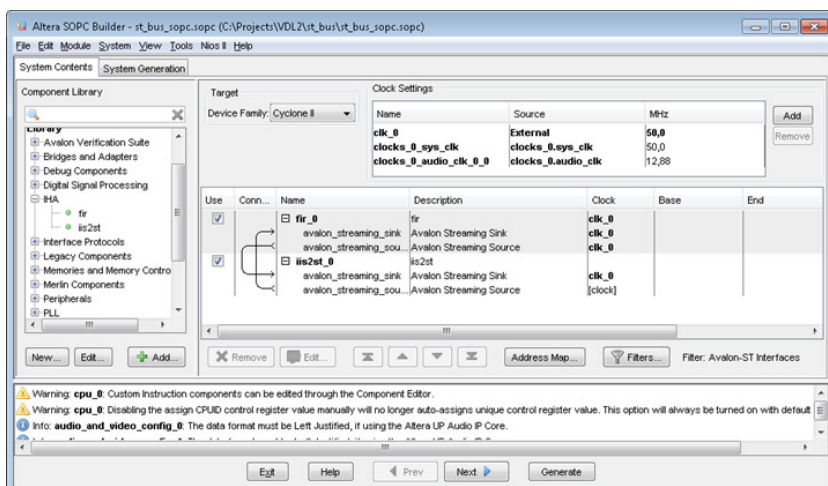 Altera SOPC Builder - st_bus_sopc.sopc (C:\Projects\VDL2\st_bus\st_bus_sopc.sopc)
File Edit Module System View Tools Nios II Help
System Contents System Generation
Component Library
Library
Avalon Verification Suite
Bridges and Adapters
Debug Components
Digital Signal Processing
IHA
fir
iis2st
Interface Protocols
Legacy Components
Memories and Memory Contro
Merlin Components
Peripherals
PLL
New... Edit... Add...
Target
Device Family: Cyclone II
Clock Settings
Name Source MHz
clk_0 External 50,0
clocks_0_sys_clk clocks_0.sys_clk 50,0
clocks_0_audio_clk_0_0 clocks_0.audio_clk 12,88
Add
Remove
Use Conn... Name Description Clock Base End
fir_0 fir clk_0
avalon_streaming_sink Avalon Streaming Sink clk_0
avalon_streaming_sou... Avalon Streaming Source clk_0
iis2st_0 iis2st
avalon_streaming_sink Avalon Streaming Sink clk_0
avalon_streaming_sou... Avalon Streaming Source [clock]
Remove Edit... Address Map... Filters... Filter: Avalon-ST Interfaces
Warning: cpu_0: Custom Instruction components can be edited through the Component Editor.
Warning: cpu_0: Disabling the assign CPUID control register value manually will no longer auto-assigns unique control register value. This option will always be turned on with default
Info: audio_and_video_config_0: The data format must be Left Justified, if using the Altera UP Audio IP Core.
Exit Help Prev Next Generate